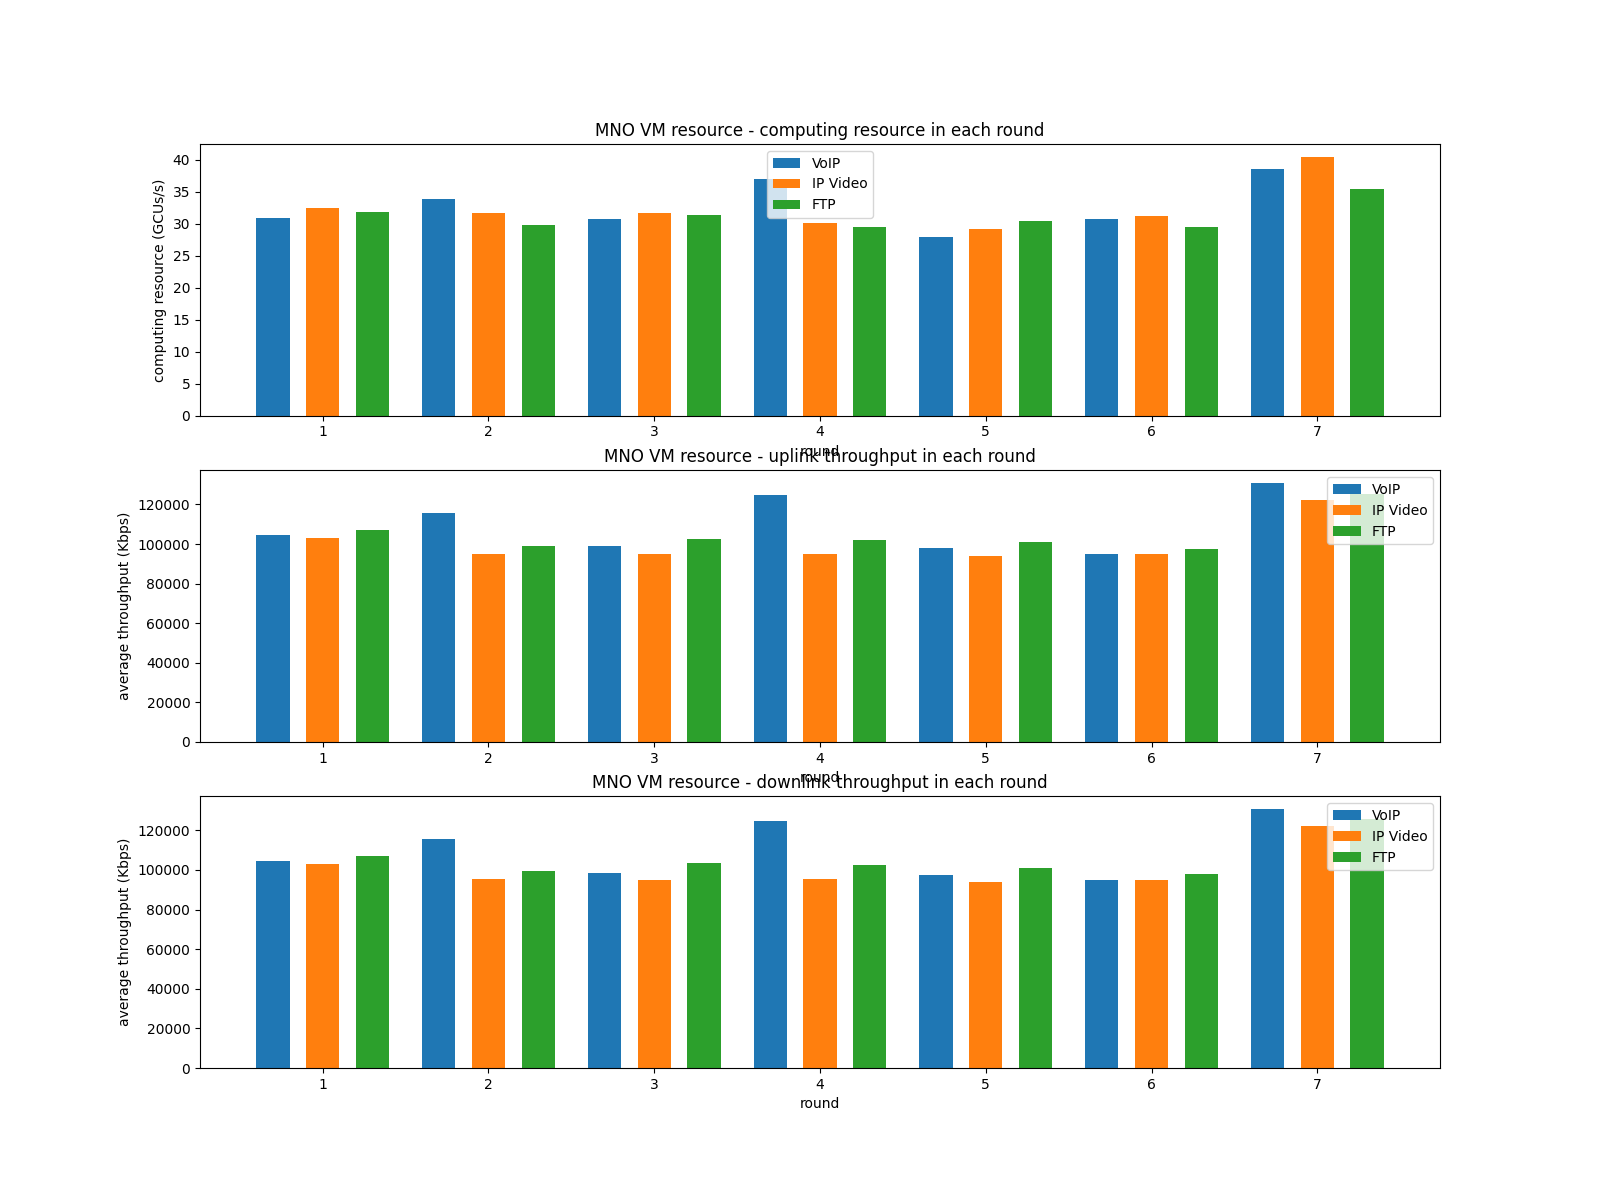 MNO VM resource - computing resource in each round
computing resource (GCUs/s)
40
35
30
25
20
15
10
5
0
VoIP
IP Video
FTP
1 2 3 4 5 6 7
round
MNO VM resource - uplink throughput in each round
average throughput (Kbps)
120000
100000
80000
60000
40000
20000
0
VoIP
IP Video
FTP
1 2 3 4 5 6 7
round
MNO VM resource - downlink throughput in each round
average throughput (Kbps)
120000
100000
80000
60000
40000
20000
0
VoIP
IP Video
FTP
1 2 3 4 5 6 7
round